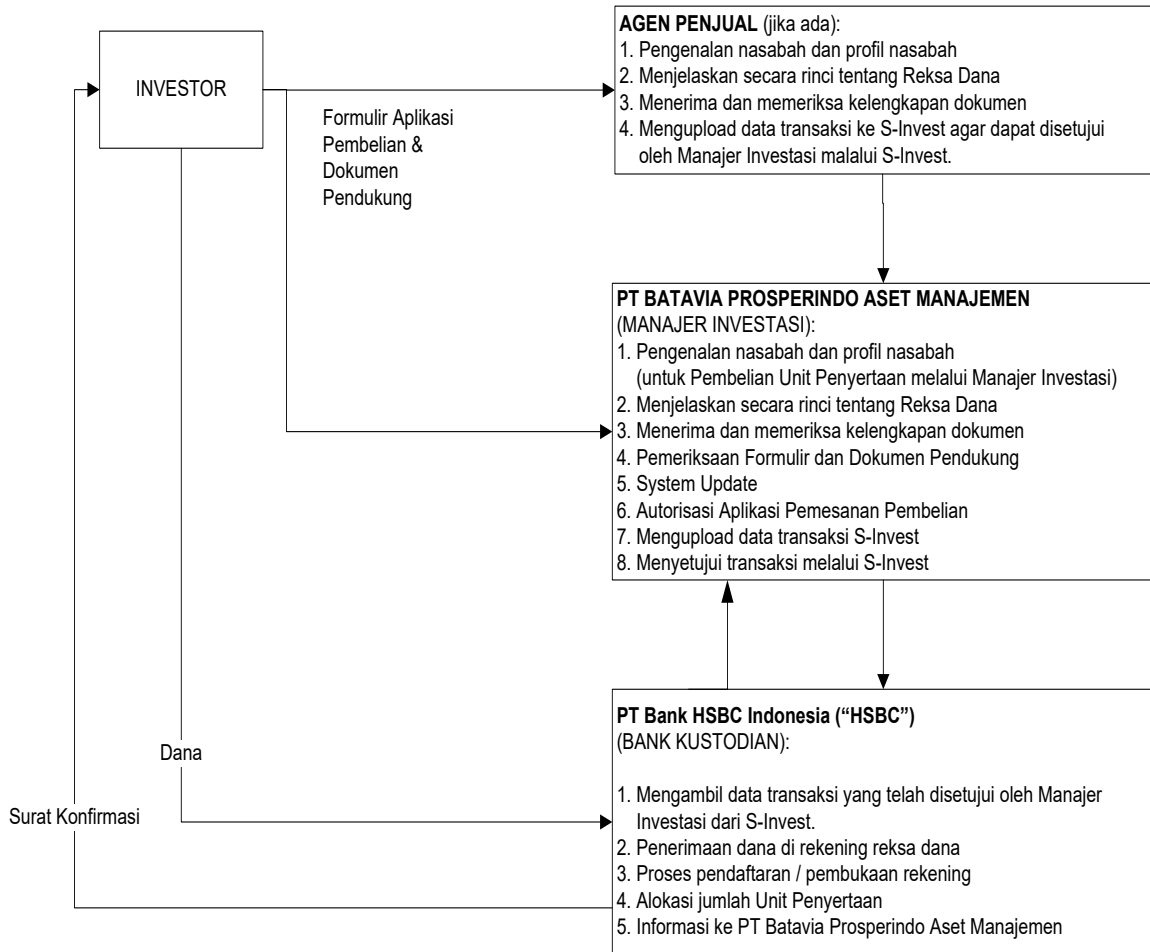 INVESTOR
Formulir Aplikasi
Pembelian &
Dokumen
Pendukung
AGEN PENJUAL (jika ada):
1. Pengenalan nasabah dan profil nasabah
2. Menjelaskan secara rinci tentang Reksa Dana
3. Menerima dan memeriksa kelengkapan dokumen
4. Mengupload data transaksi ke S-Invest agar dapat disetujui
oleh Manajer Investasi malalui S-Invest.
PT BATAVIA PROSPERINDO ASET MANAJEMEN
(MANAJER INVESTASI):
1. Pengenalan nasabah dan profil nasabah
(untuk Pembelian Unit Penyertaan melalui Manajer Investasi)
2. Menjelaskan secara rinci tentang Reksa Dana
3. Menerima dan memeriksa kelengkapan dokumen
4. Pemeriksaan Formulir dan Dokumen Pendukung
5. System Update
6. Autorisasi Aplikasi Pemesanan Pembelian
7. Mengupload data transaksi S-Invest
8. Menyetujui transaksi melalui S-Invest
PT Bank HSBC Indonesia (“HSBC”)
(BANK KUSTODIAN):
1. Mengambil data transaksi yang telah disetujui oleh Manajer
Investasi dari S-Invest.
2. Penerimaan dana di rekening reksa dana
3. Proses pendaftaran / pembukaan rekening
4. Alokasi jumlah Unit Penyertaan
5. Informasi ke PT Batavia Prosperindo Aset Manajemen
Dana
Surat Konfirmasi